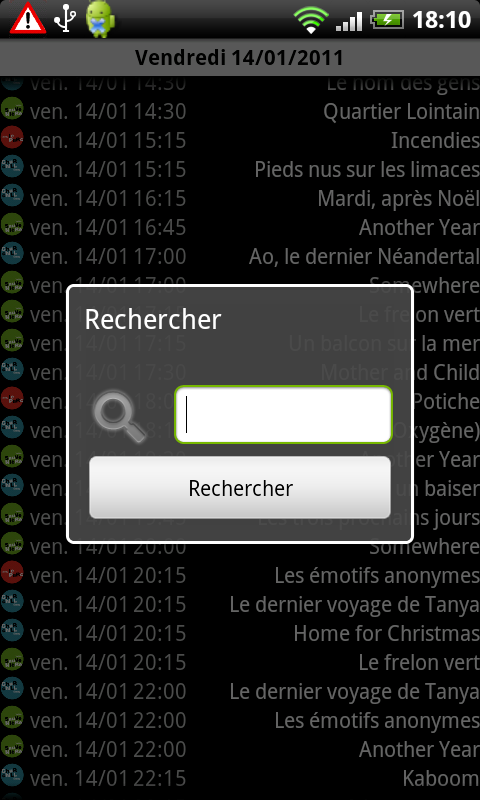 18:10
Vendredi 14/01/2011
ven. 14/01 14:30 Le nom des gens
ven. 14/01 14:30 Quartier Lointain
ven. 14/01 15:15 Incendies
ven. 14/01 15:15 Pieds nus sur les limaces
ven. 14/01 16:15 Mardi, après Noël
ven. 14/01 16:45 Another Year
ven. 14/01 17:00 Ao, le dernier Néandertal
ven. 14/01 17:00 Somewhere
Rechercher
ven. Le frelon vert
ven. 14/01 17:15 Un balcon sur la mer
ven. 14/01 17:30 Mother and Child
ven. Potiche
ven. Oxygène)
ven. Another Year
ven. un baiser
Rechercher
ven. Les trois prochains jours
ven. 14/01 20:00 Somewhere
ven. 14/01 20:15 Les émotifs anonymes
ven. 14/01 20:15 Le dernier voyage de Tanya
ven. 14/01 20:15 Home for Christmas
ven. 14/01 20:15 Le frelon vert
ven. 14/01 22:00 Le dernier voyage de Tanya
ven. 14/01 22:00 Les émotifs anonymes
ven. 14/01 22:00 Another Year
ven. 14/01 22:15 Kaboom